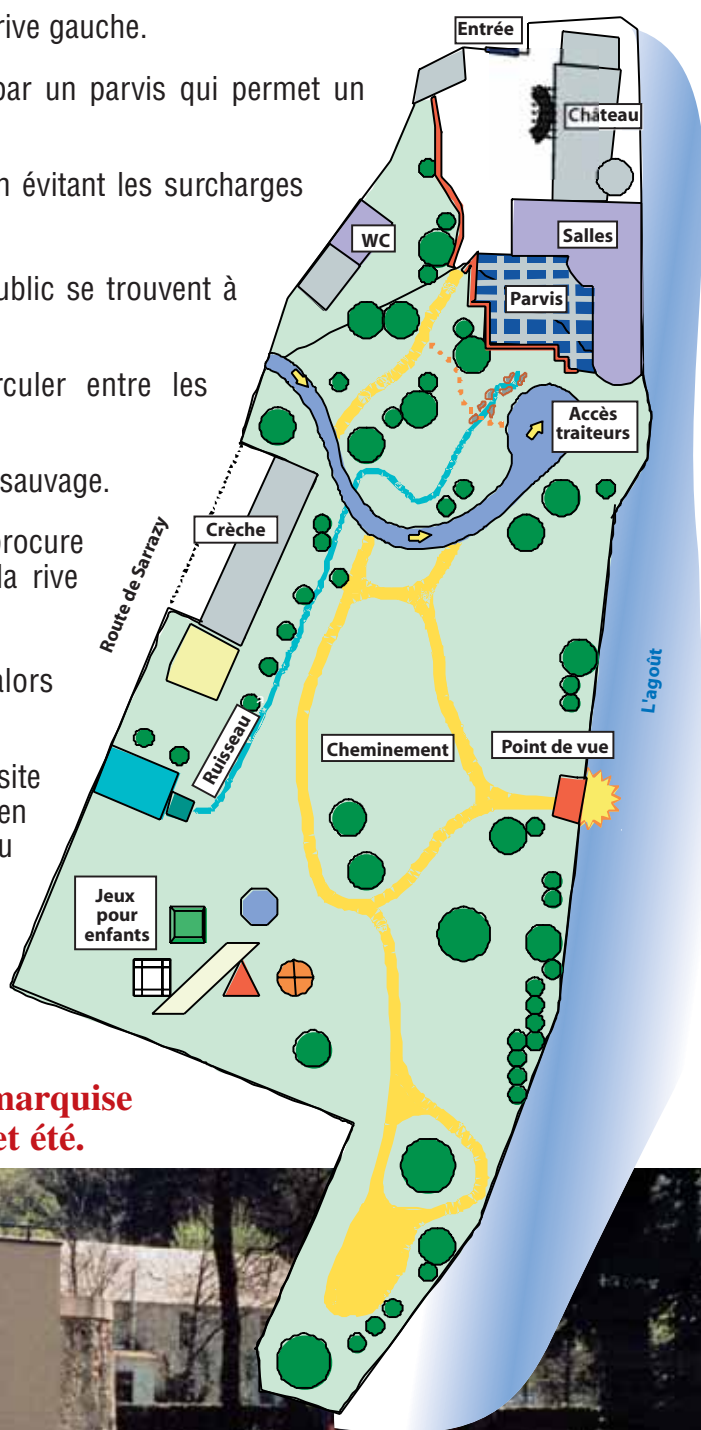 rive gauche.
par un parvis qui permet un
n évitant les surcharges
ublic se trouvent à
rculer entre les
sauvage.
procure
la rive
alors
site
en
u
marquise
et été.
Entrée
Château
WC
Salles
Parvis
Accès
traiteurs
Crèche
Route de Sarrazy
Ruisseau
L'agoût
Cheminement
Point de vue
Jeux
pour
enfants